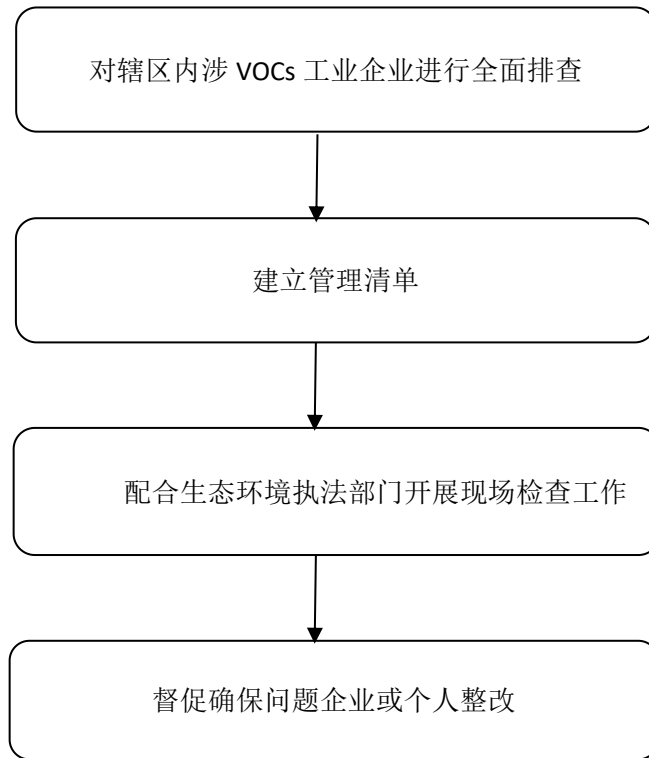 对辖区内涉 VOCs 工业企业进行全面排查
建立管理清单
配合生态环境执法部门开展现场检查工作
督促确保问题企业或个人整改